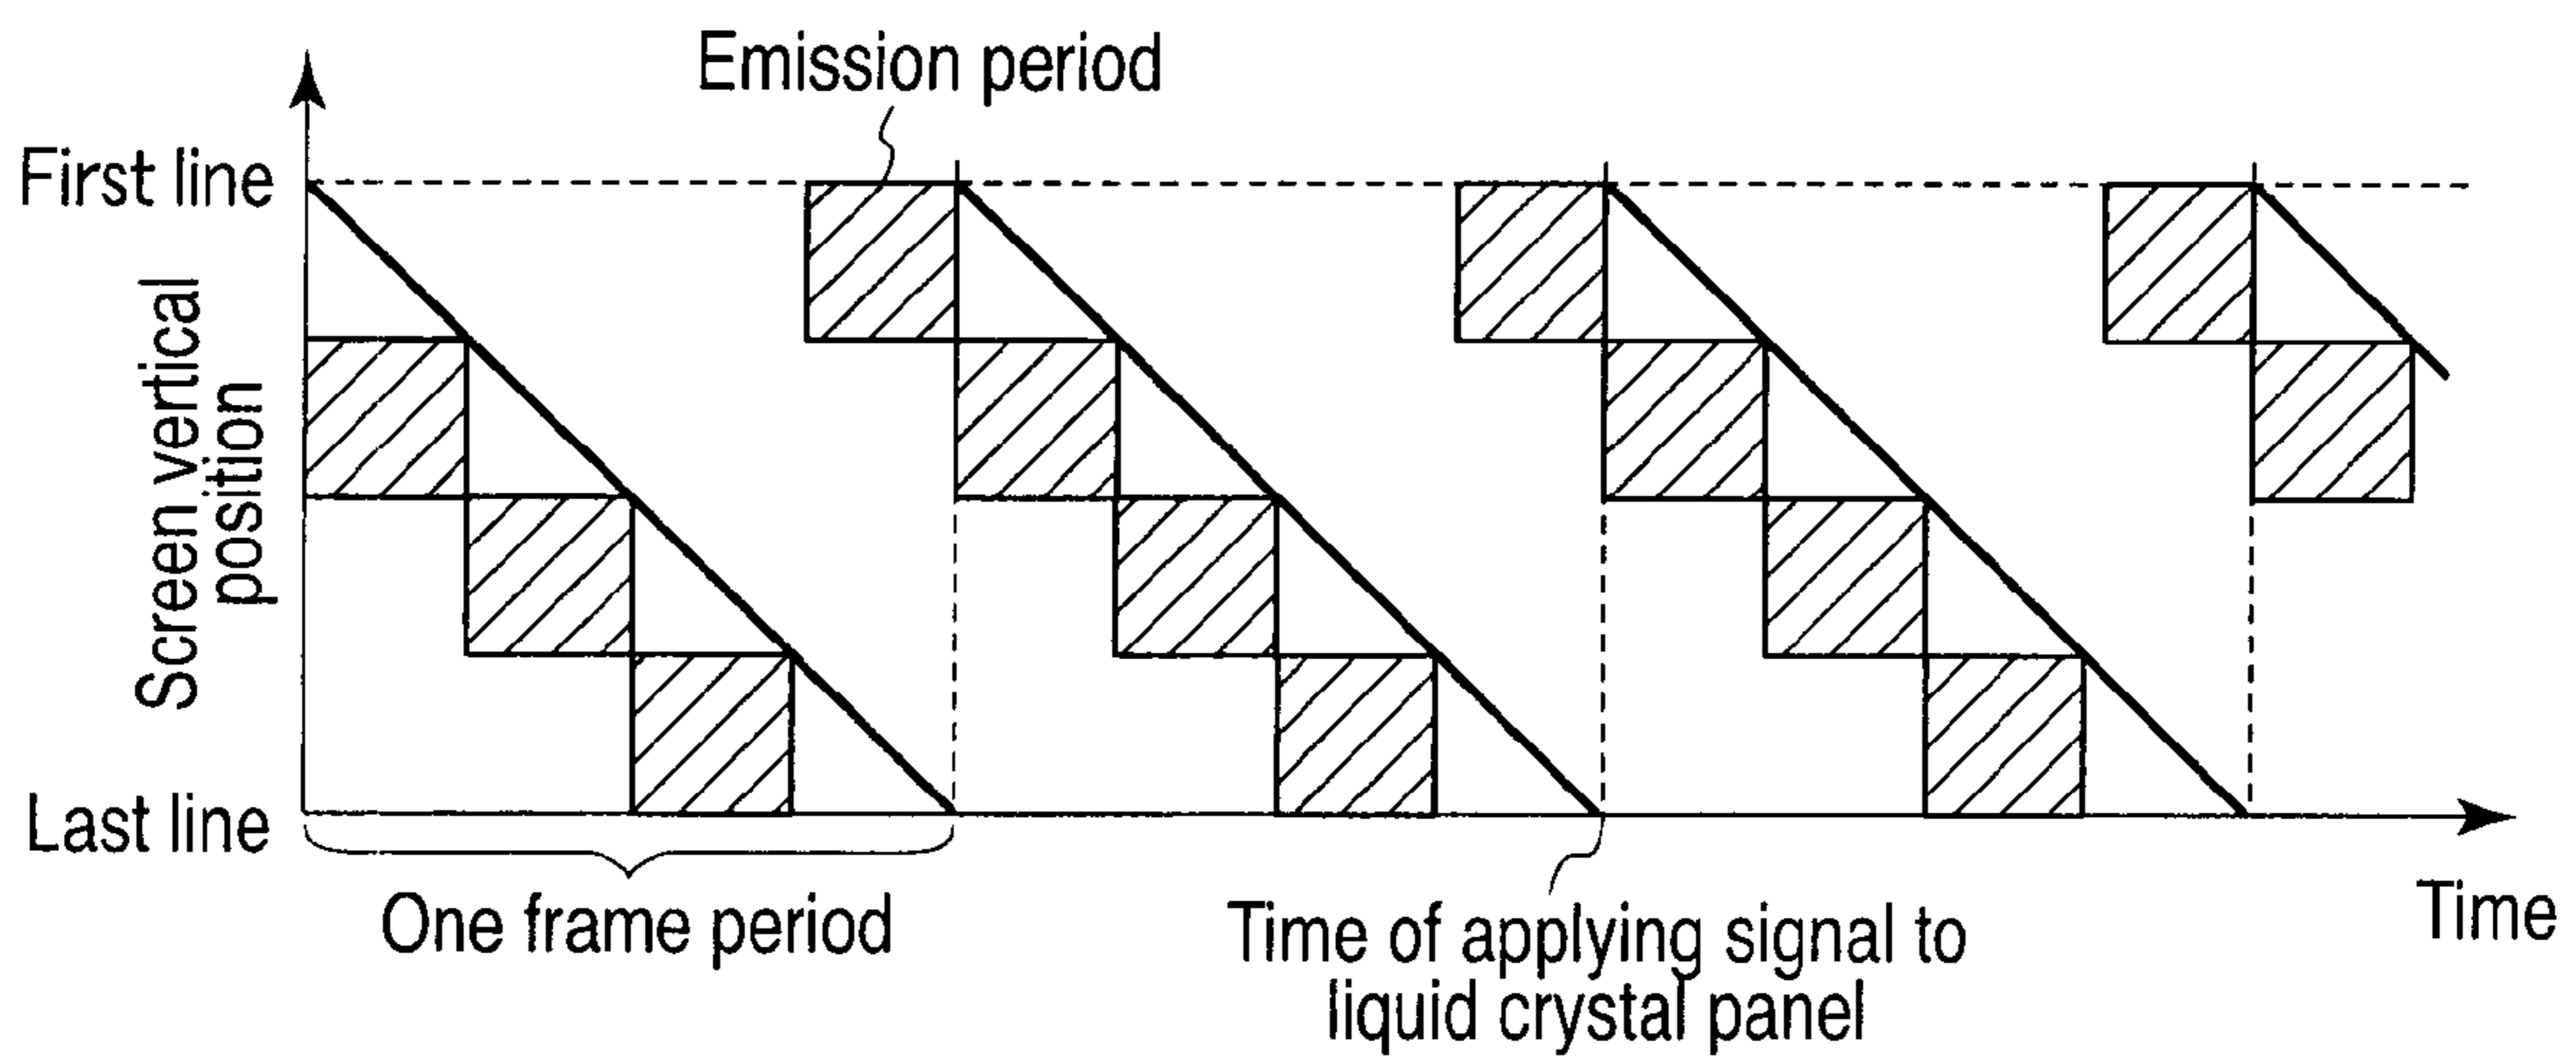 Emission period
First line
Screen vertical
position
Last line
One frame period
Time of applying signal to
liquid crystal panel
Time